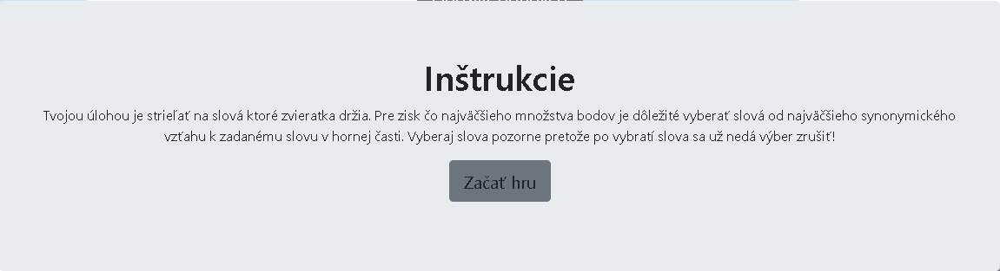 Inštrukcie
Tvojou úlohou je strieľať na slová ktoré zvieratka držia. Pre zisk čo najväčšieho množstva bodov je dôležité vyberať slová od najväčšieho synonymického
vzťahu k zadanému slovu v hornej časti. Vyberaj slova pozorne pretože po vybratí slova sa už nedá výber zrušiť!
Začať hru